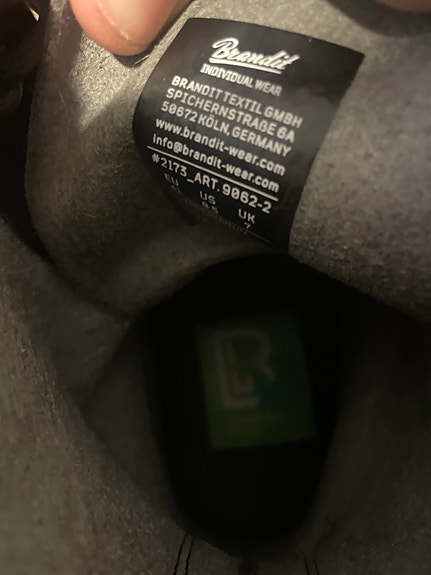 Brandit
INDIVIDUAL WEAR
BRANDIT TEXTIL GMBH
SPICHERNSTRAßE 6A
50672 KÖLN, GERMANY
www.brandit-wear.com
info@brandit-wear.com
#2173_ART. 9062-2
EU US UK
7